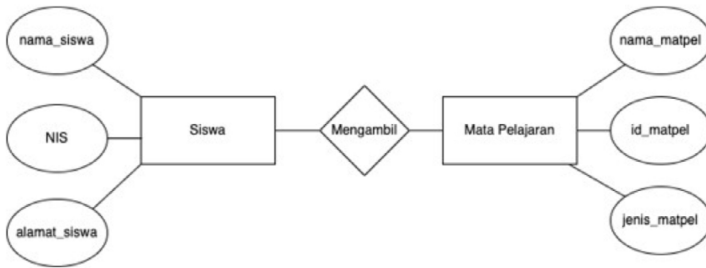 nama_siswa
nama_matpel
NIS
Siswa
Mengambil
Mata Pelajaran
id_matpel
alamat_siswa
jenis_matpel